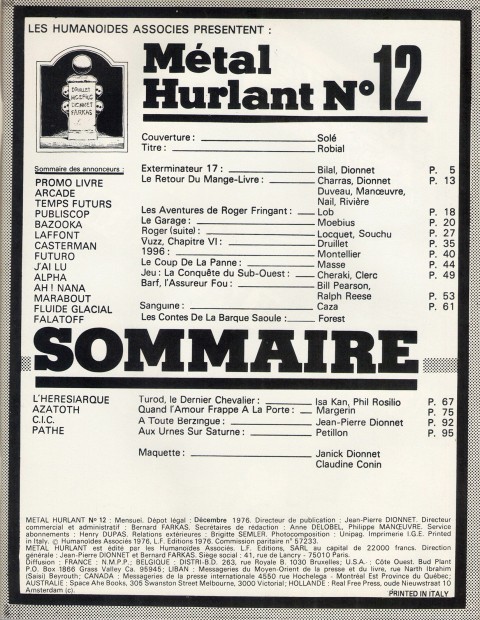 LES HUMANOIDES ASSOCIES PRESENTENT :
Métal
Hurlant Nº 12
DRUILLET
MOEBIUS
DIONNET
FARKAS
Couverture : Solé
Titre : Robial
Sommaire des annonceurs :
PROMO LIVRE
ARCADE
TEMPS FUTURS
PUBLISCOP
BAZOOKA
LAFFONT
CASTERMAN
FUTURO
J'AI LU
ALPHA
AH ! NANA
MARABOUT
FLUIDE GLACIAL
FALATOFF
Exterminateur 17 : Bilal, Dionnet P. 5
Le Retour Du Mange-Livre : Charras, Dionnet P. 13
Duveau, Manœuvre,
Nail, Rivière
Les Aventures de Roger Fringant : Lob P. 18
Le Garage : Moebius P. 20
Roger (suite) : Locquet, Souchu P. 27
Vuzz, Chapitre VI : Druillet P. 35
1996 : Montellier P. 40
Le Coup De La Panne : Masse P. 44
Jeu : La Conquête du Sub-Ouest : Cheraki, Clerc P. 49
Barf, l'Assureur Fou : Bill Pearson,
Ralph Reese P. 53
Sanguine : Caza P. 61
Les Contes De La Barque Saoule : Forest
SOMMAIRE
L'HERESIARQUE
AZATOTH
C.I.C.
PATHE
Turod, le Dernier Chevalier : Isa Kan, Phil Rosilio P. 67
Quand l'Amour Frappe A La Porte : Margerin P. 75
A Toute Berzingue : Jean-Pierre Dionnet P. 92
Aux Urnes Sur Saturne : Petillon P. 95
Maquette : Janick Dionnet
Claudine Conin
METAL HURLANT Nº 12 : Mensuel. Dépot légal : Décembre 1976. Directeur de publication : Jean-Pierre DIONNET. Directeur
commercial et administratif : Bernard FARKAS. Secrétaires de rédaction : Anne DELOBEL, Philippe MANŒUVRE. Service
abonnements : Henry DUPAS. Relations extérieures : Brigitte SEMLER. Photocomposition : Unipag. Imprimerie I.G.E. Printed
in Italy. © Humanoïdes Associés 1976, L.F. Editions 1976. Commission paritaire n° 57233.
METAL HURLANT est édité par les Humanoïdes Associés. L.F. Editions, SARL au capital de 22000 francs. Direction
générale : Jean-Pierre DIONNET et Bernard FARKAS. Siège social : 41, rue de Lancry - 75010 Paris.
Diffusion : FRANCE : N.M.P.P.; BELGIQUE : DISTRI-B.D. 263, rue Royale B. 1030 Bruxelles; U.S.A. : Côte Ouest. Bud Plant
P.O. Box 1866 Grass Valley Ca. 95945; LIBAN : Messageries du Moyen-Orient de la presse et du livre, rue Narth Ibrahim
(Saisi) Beyrouth; CANADA : Messageries de la presse internationale 4550 rue Hochelega - Montréal Est Province du Québec;
AUSTRALIE : Space Ahe Books, 305 Swanston Street Melbourne, 3000 Victoral; HOLLANDE : Real Free Press, oude Nieuwstraat 10
Amsterdam (c).
PRINTED IN ITALY